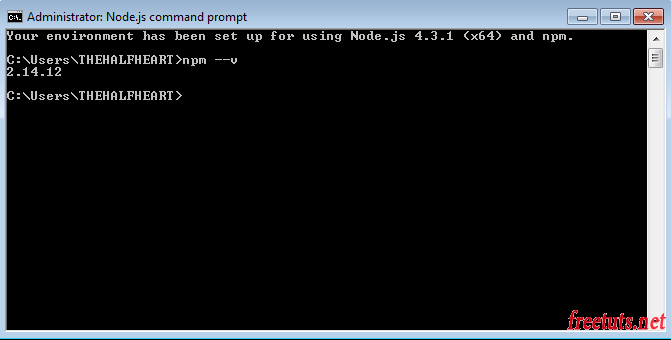 Administrator: Node.js command prompt
Your environment has been set up for using Node.js 4.3.1 (x64) and npm.
C:\Users\THEHALFHEART>npm --v
2.14.12
C:\Users\THEHALFHEART>
freetuts.net